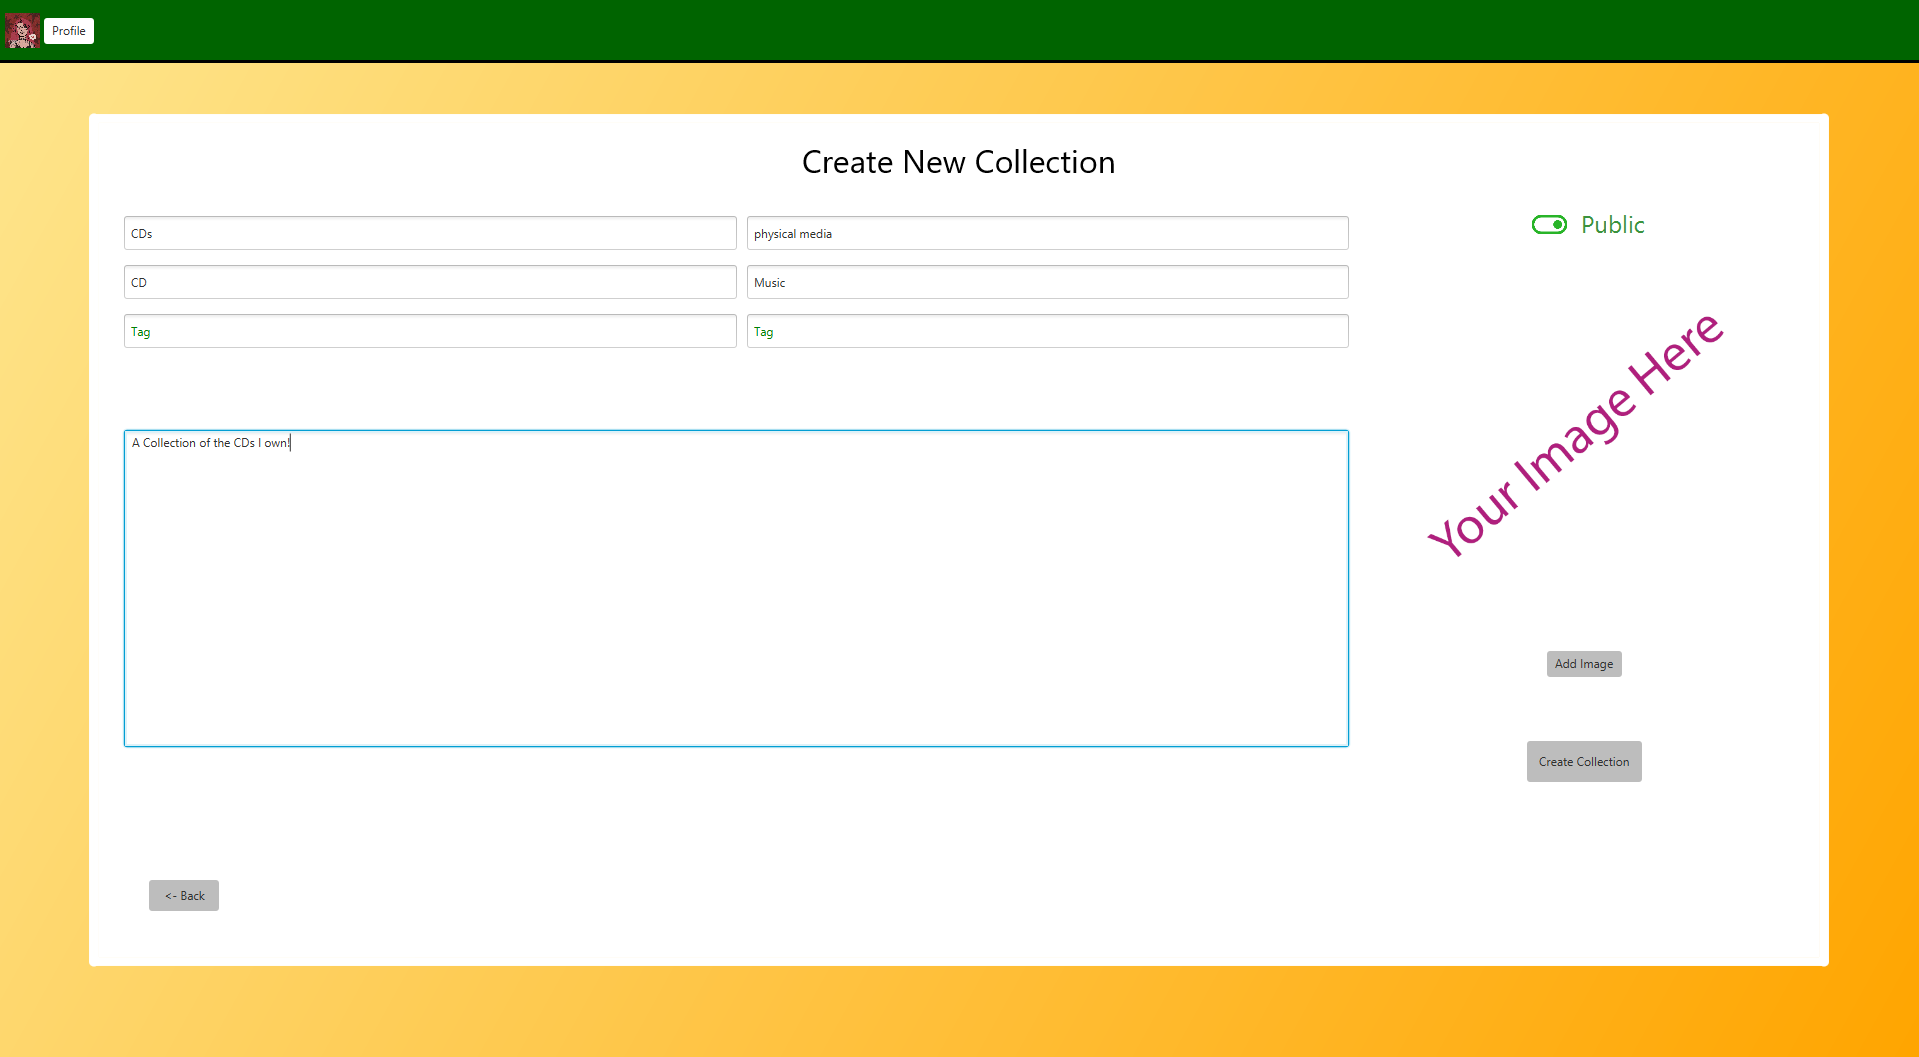 Profile
Create New Collection
CDs
physical media
Public
CD
Music
Tag
Tag
Your Image Here
A Collection of the CDs I own!
Add Image
Create Collection
<- Back